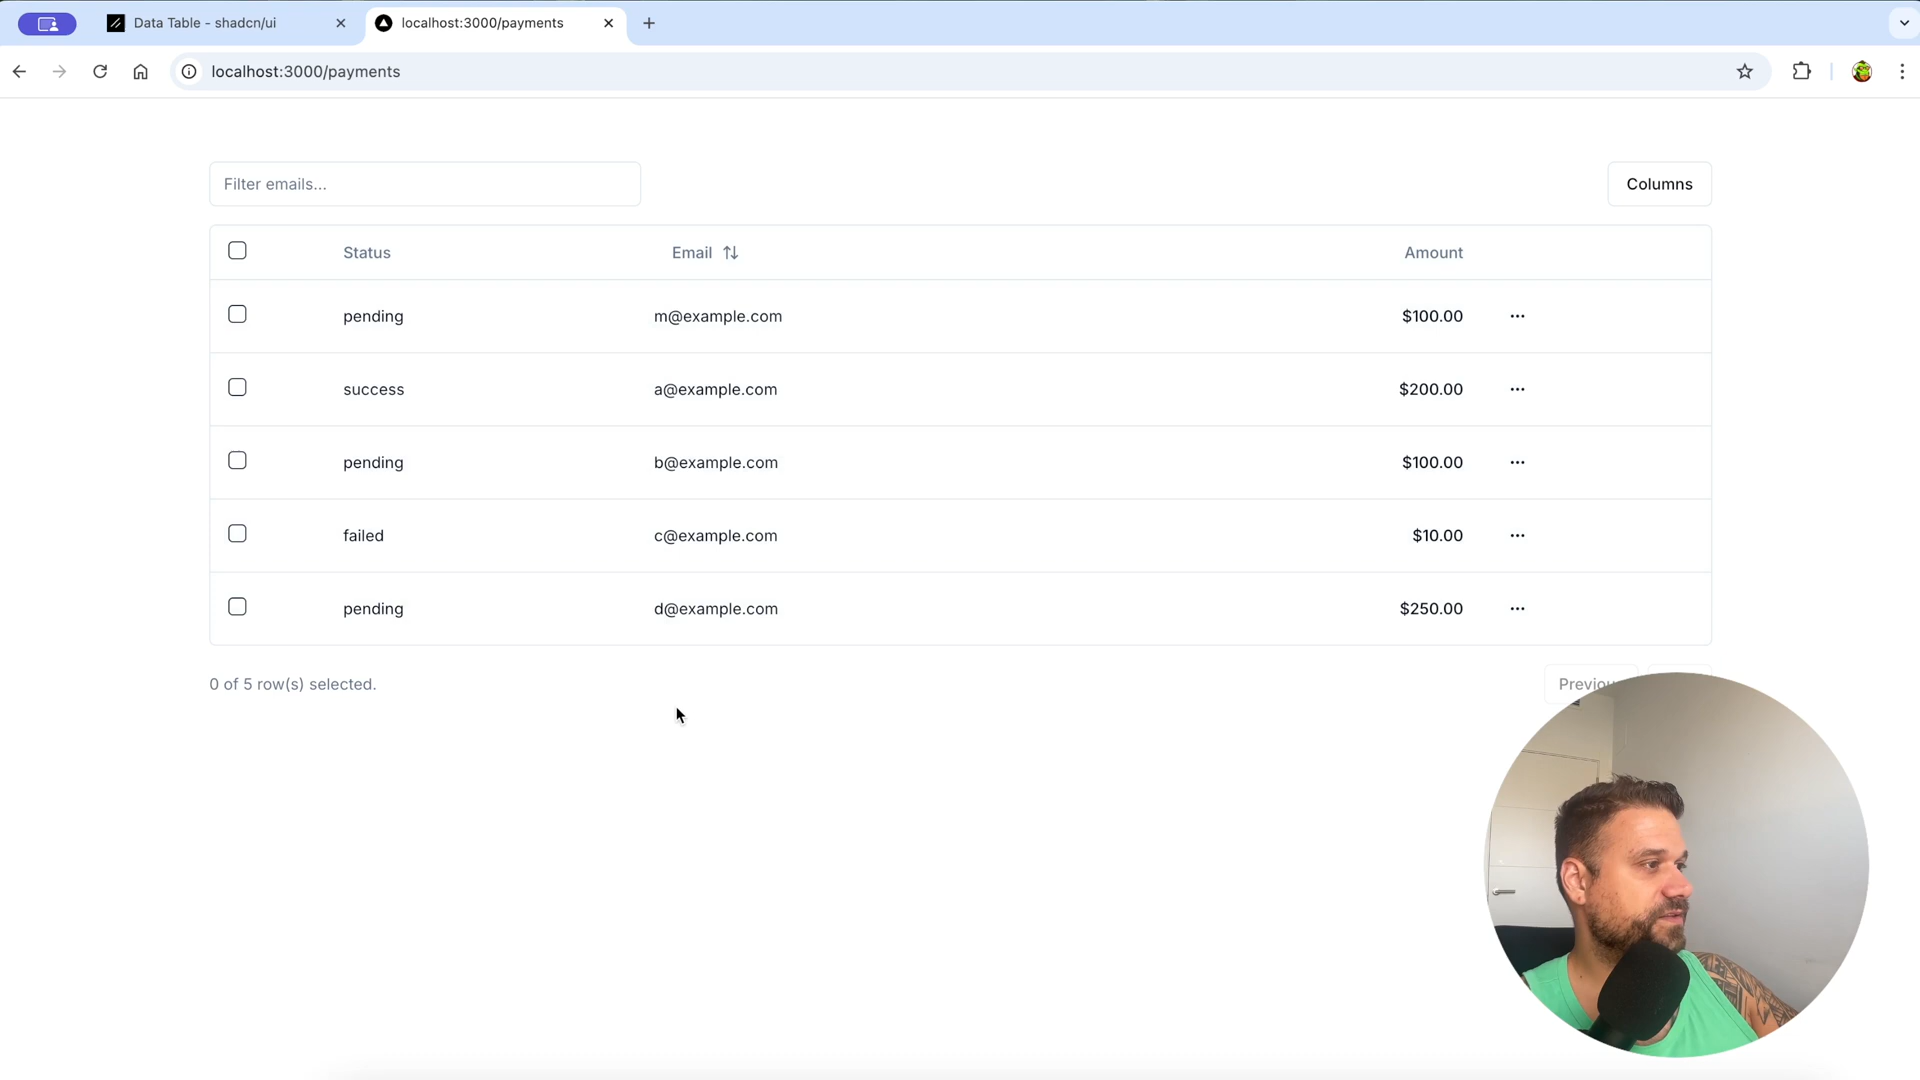 Data Table - shadcn/ui
localhost:3000/payments
localhost:3000/payments
Filter emails...
Columns
Status Email Amount
pending m@example.com $100.00
success a@example.com $200.00
pending b@example.com $100.00
failed c@example.com $10.00
pending d@example.com $250.00
0 of 5 row(s) selected.